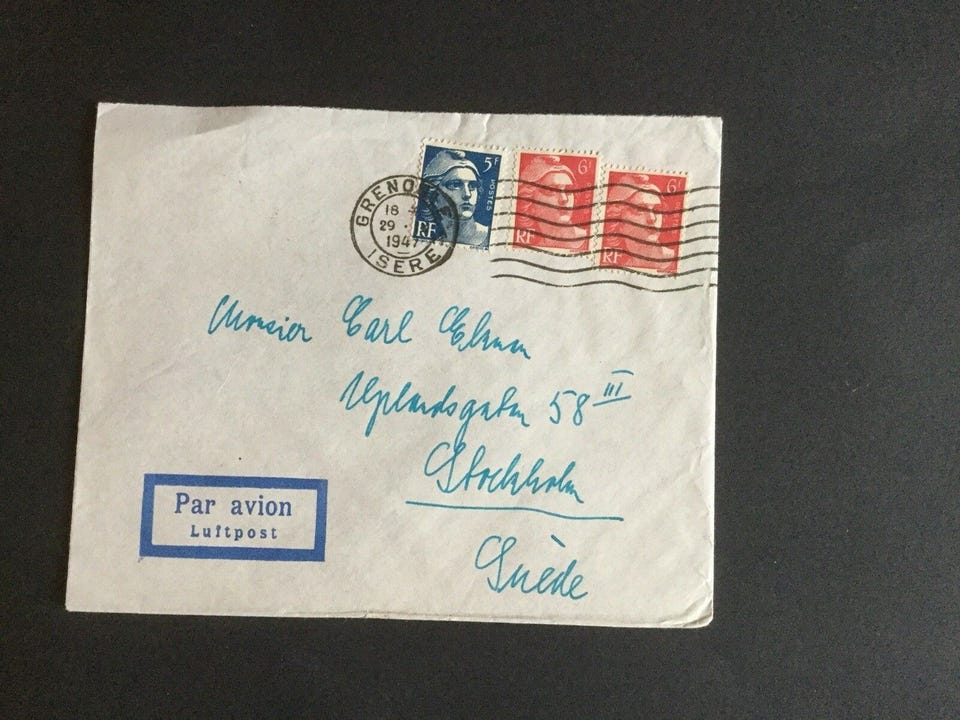 5F
POSTES
RF
6F
RF
6F
RF
GRENOBLE
18
29
1947
ISERE
Monsier Carl Ekman
Uplandsgatan 58 III
Stockholm
Suède
Par avion
Luftpost